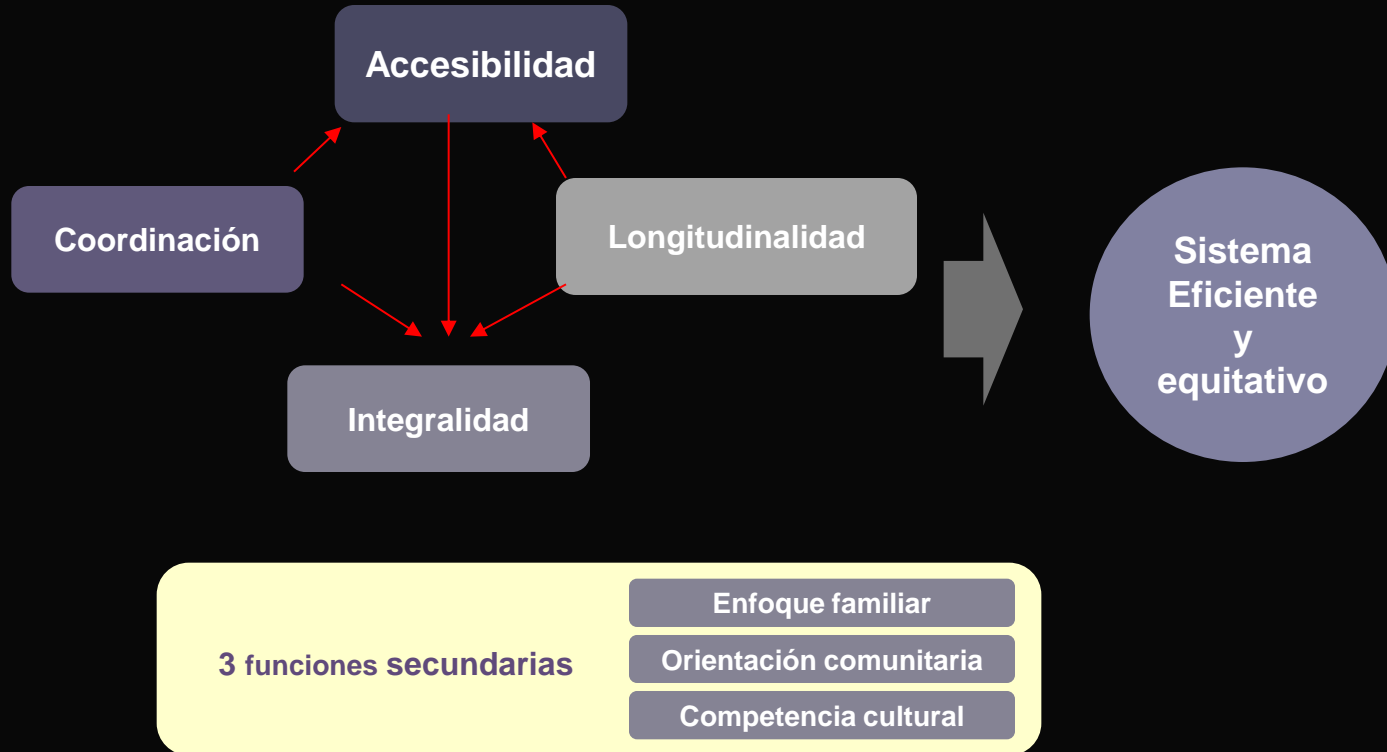 Accesibilidad
Coordinación
Longitudinalidad
Integralidad
Sistema
Eficiente
y
equitativo
3 funciones secundarias
Enfoque familiar
Orientación comunitaria
Competencia cultural